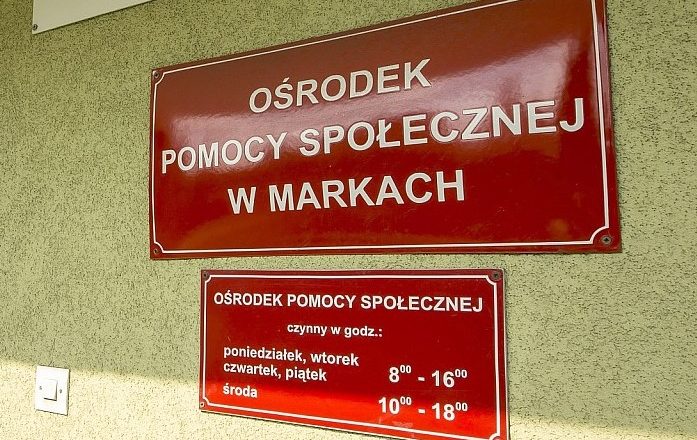 OŚRODEK
POMOCY SPOŁECZNEJ
W MARKACH
OŚRODEK POMOCY SPOŁECZNEJ
czynny w godz.:
poniedziałek, wtorek
czwartek, piątek 8⁰⁰ - 16⁰⁰
środa 10⁰⁰ - 18⁰⁰